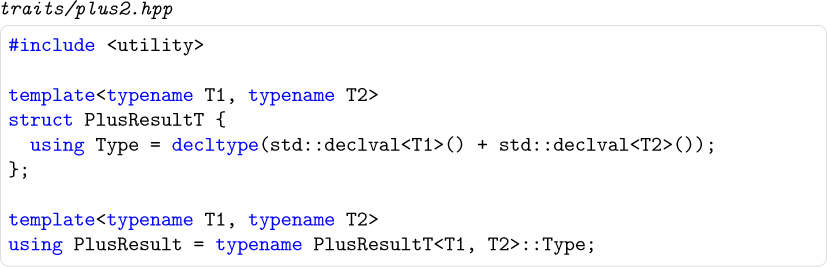 traits/plus2.hpp
#include <utility>

template<typename T1, typename T2>
struct PlusResultT {
  using Type = decltype(std::declval<T1>() + std::declval<T2>());
};

template<typename T1, typename T2>
using PlusResult = typename PlusResultT<T1, T2>::Type;